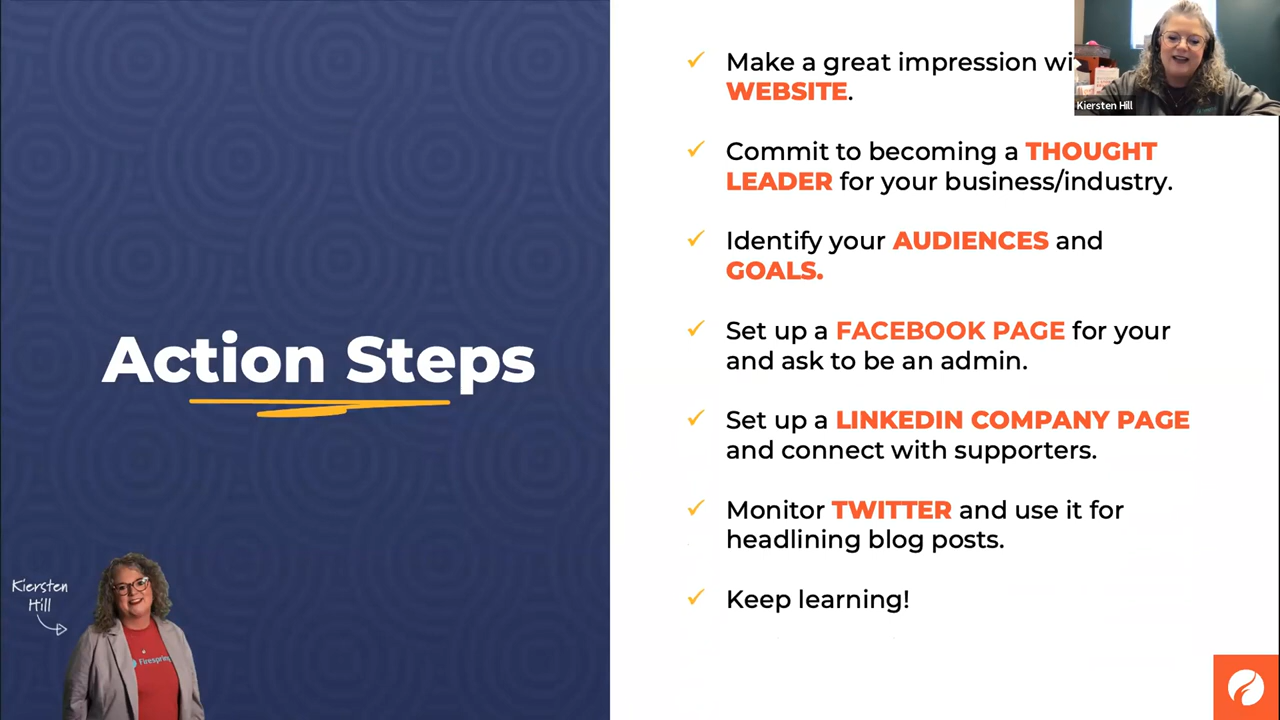 Make a great impression wi
WEBSITE.
Kiersten Hill
Commit to becoming a THOUGHT
LEADER for your business/industry.
Identify your AUDIENCES and
GOALS.
Action Steps
Set up a FACEBOOK PAGE for your
and ask to be an admin.
Set up a LINKEDIN COMPANY PAGE
and connect with supporters.
Monitor TWITTER and use it for
headlining blog posts.
Keep learning!
Kiersten
Hill
Firespring